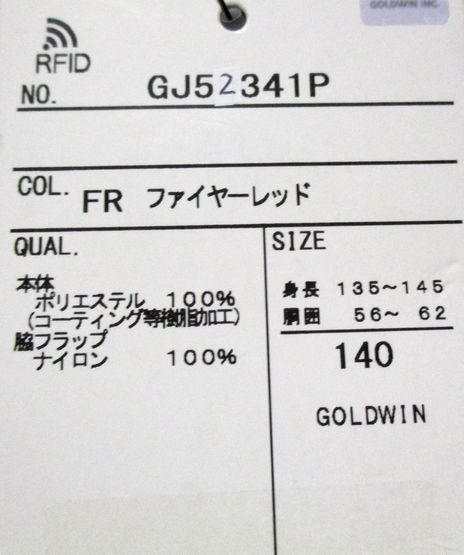 GOLDWIN INC.
RFID
NO. GJ52341P
COL. FR ファイヤーレッド
QUAL.
本体
ポリエステル 100%
(コーティング等樹脂加工)
脇フラップ
ナイロン 100%
SIZE
身長 135～145
胴囲 56～ 62
140
GOLDWIN